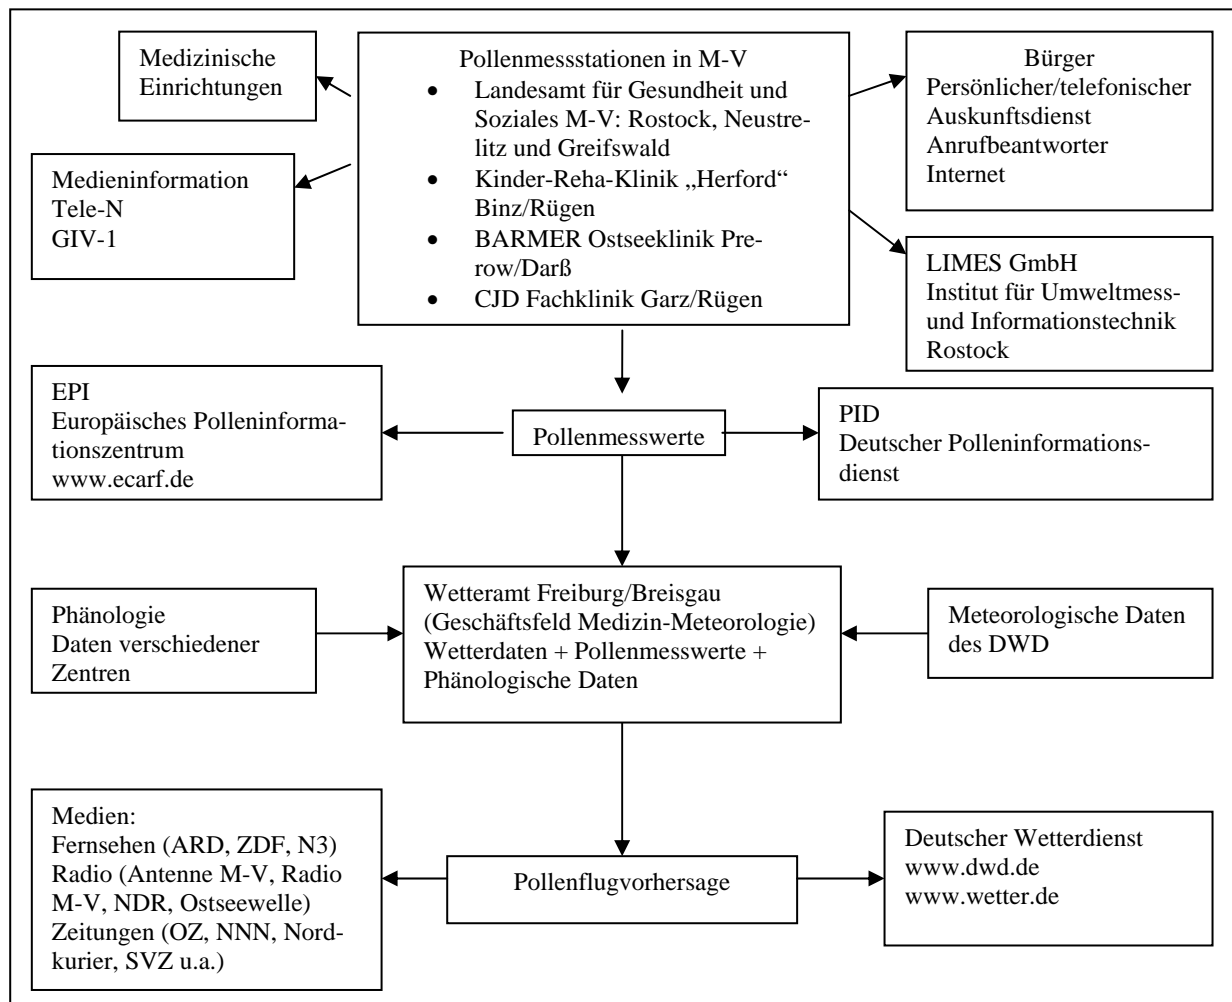 Medizinische
Einrichtungen
Pollenmessstationen in M-V
• Landesamt für Gesundheit und
Soziales M-V: Rostock, Neustre-
litz und Greifswald
• Kinder-Reha-Klinik „Herford“
Binz/Rügen
• BARMER Ostseeklinik Pre-
row/Darß
• CJD Fachklinik Garz/Rügen
Bürger
Persönlicher/telefonischer
Auskunftsdienst
Anrufbeantworter
Internet
Medieninformation
Tele-N
GIV-1
LIMES GmbH
Institut für Umweltmess-
und Informationstechnik
Rostock
EPI
Europäisches Polleninforma-
tionszentrum
www.ecarf.de
Pollenmesswerte
PID
Deutscher Polleninformations-
dienst
Phänologie
Daten verschiedener
Zentren
Wetteramt Freiburg/Breisgau
(Geschäftsfeld Medizin-Meteorologie)
Wetterdaten + Pollenmesswerte +
Phänologische Daten
Meteorologische Daten
des DWD
Medien:
Fernsehen (ARD, ZDF, N3)
Radio (Antenne M-V, Radio
M-V, NDR, Ostseewelle)
Zeitungen (OZ, NNN, Nord-
kurier, SVZ u.a.)
Pollenflugvorhersage
Deutscher Wetterdienst
www.dwd.de
www.wetter.de